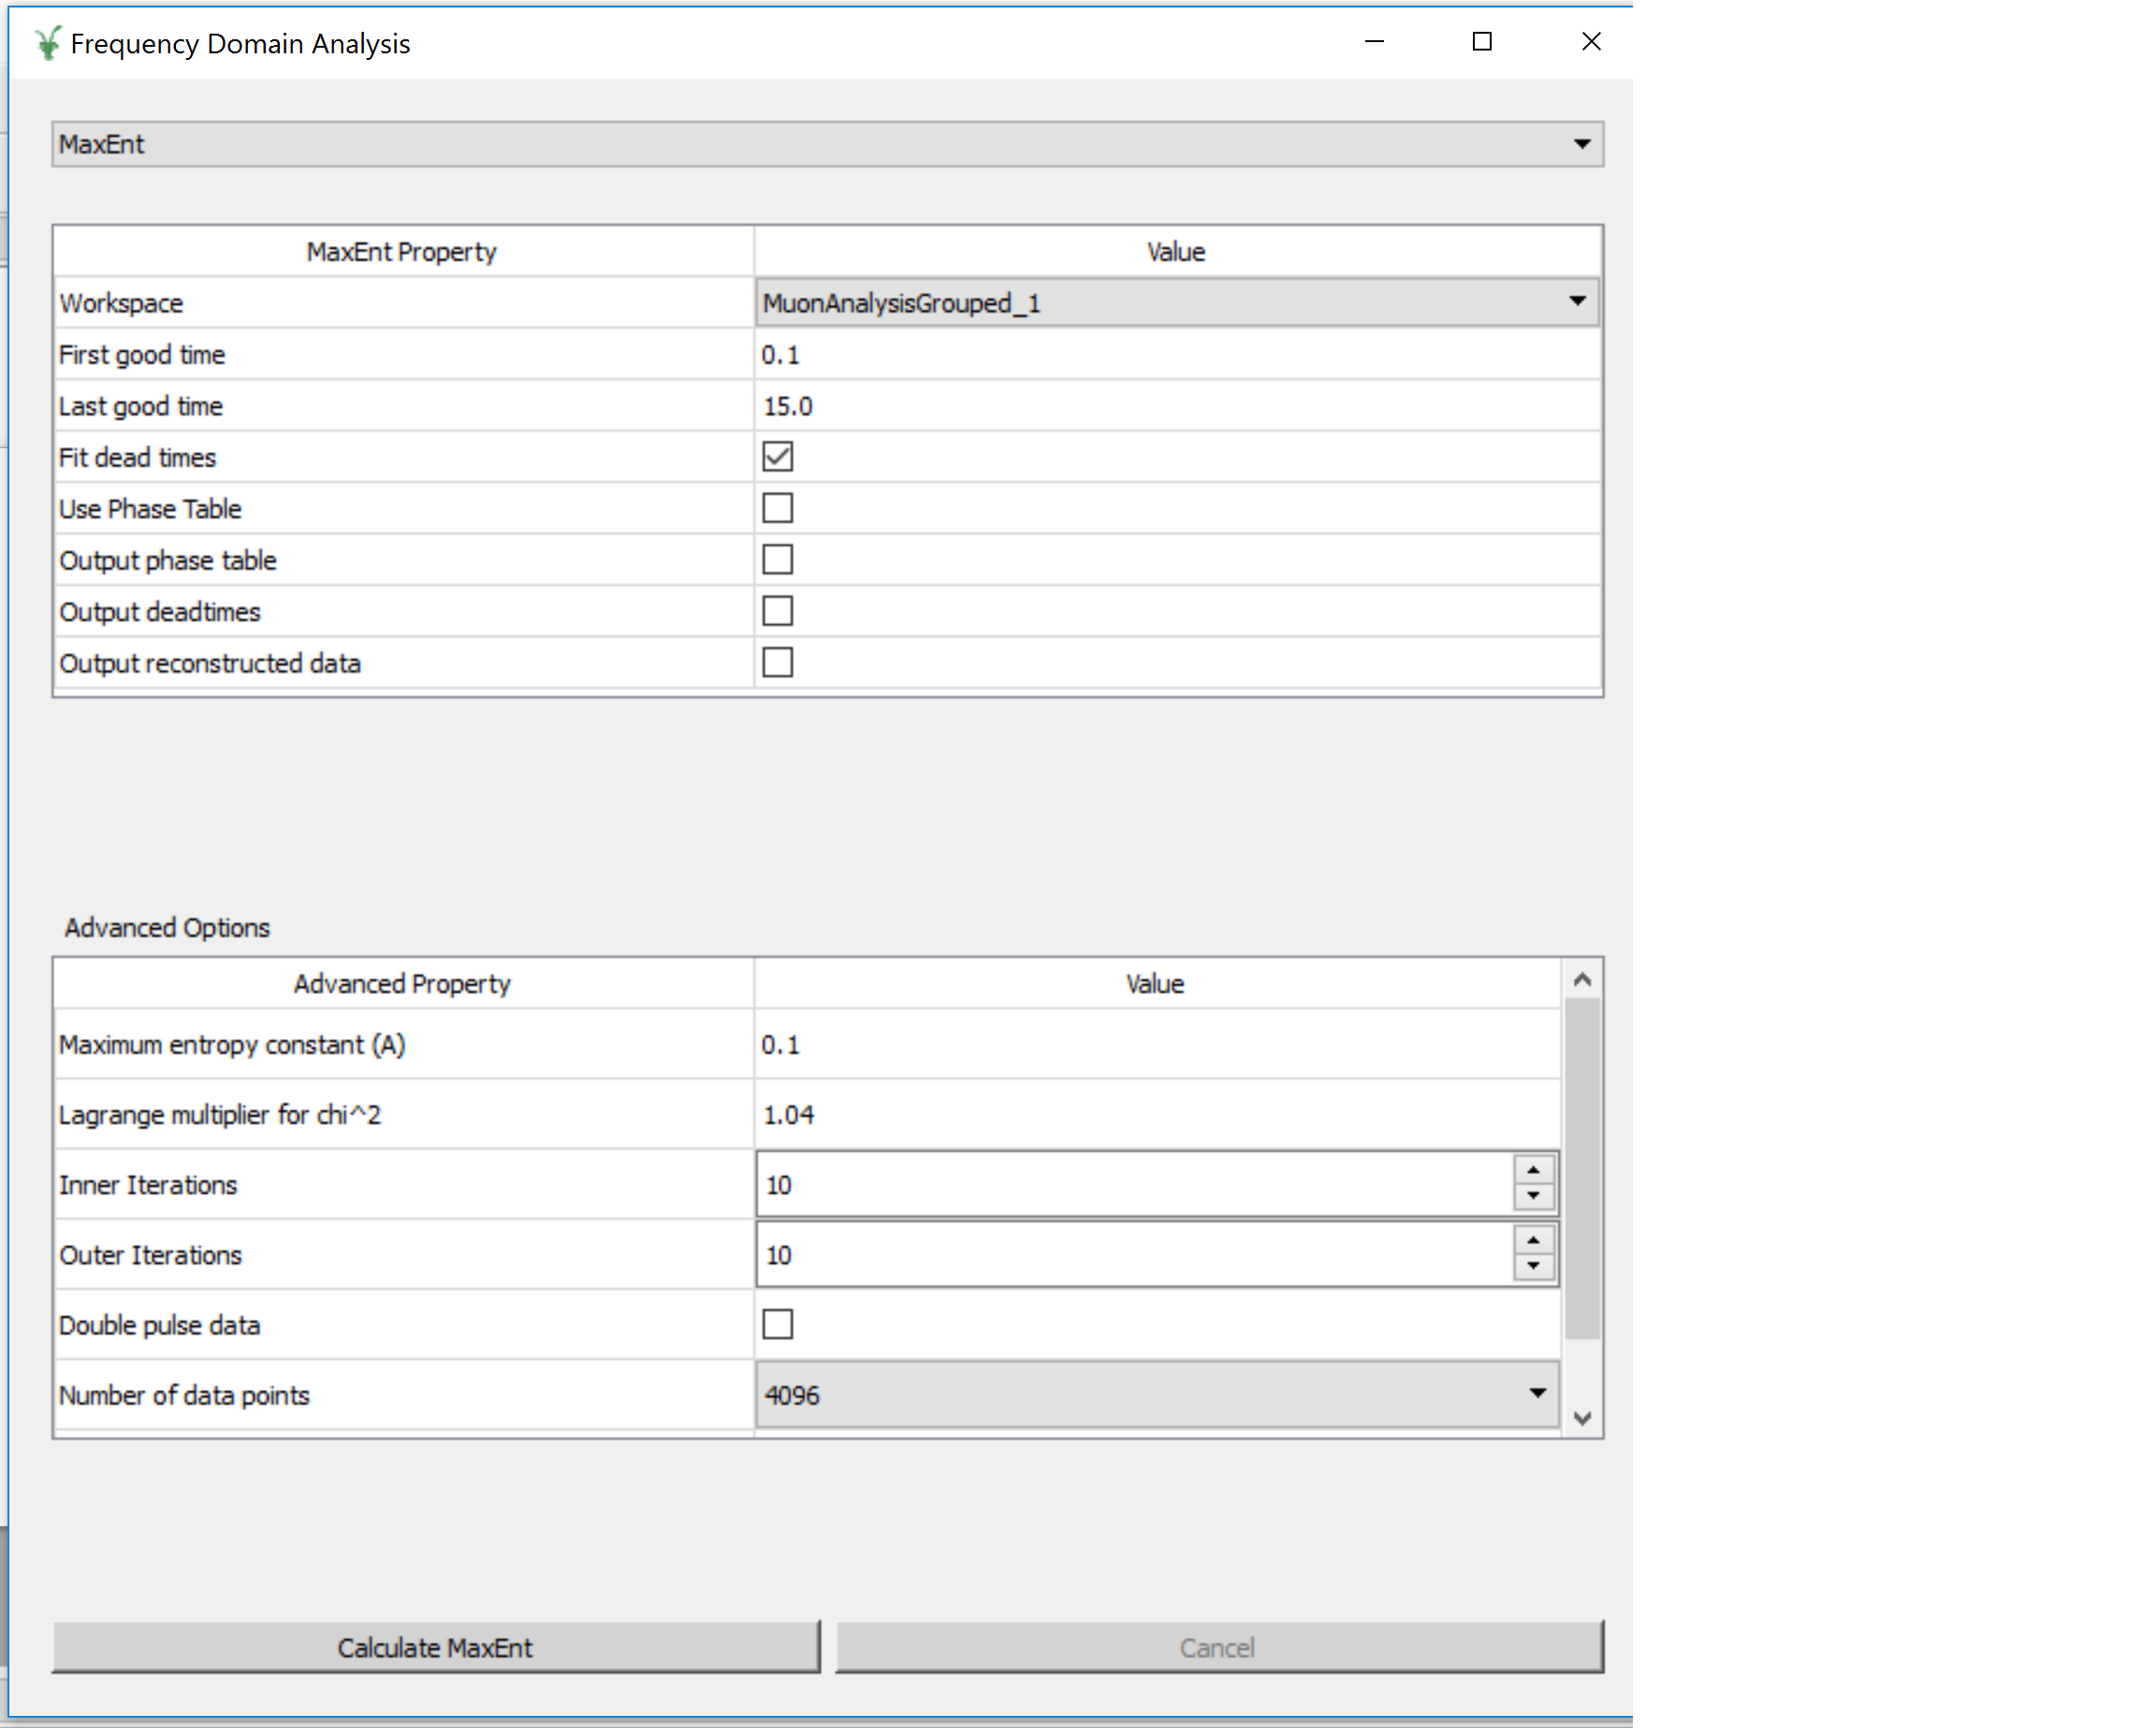 Frequency Domain Analysis
MaxEnt
MaxEnt Property Value
Workspace MuonAnalysisGrouped_1
First good time 0.1
Last good time 15.0
Fit dead times
Use Phase Table
Output phase table
Output deadtimes
Output reconstructed data
Advanced Options
Advanced Property Value
Maximum entropy constant (A) 0.1
Lagrange multiplier for chi^2 1.04
Inner Iterations 10
Outer Iterations 10
Double pulse data
Number of data points 4096
Calculate MaxEnt Cancel